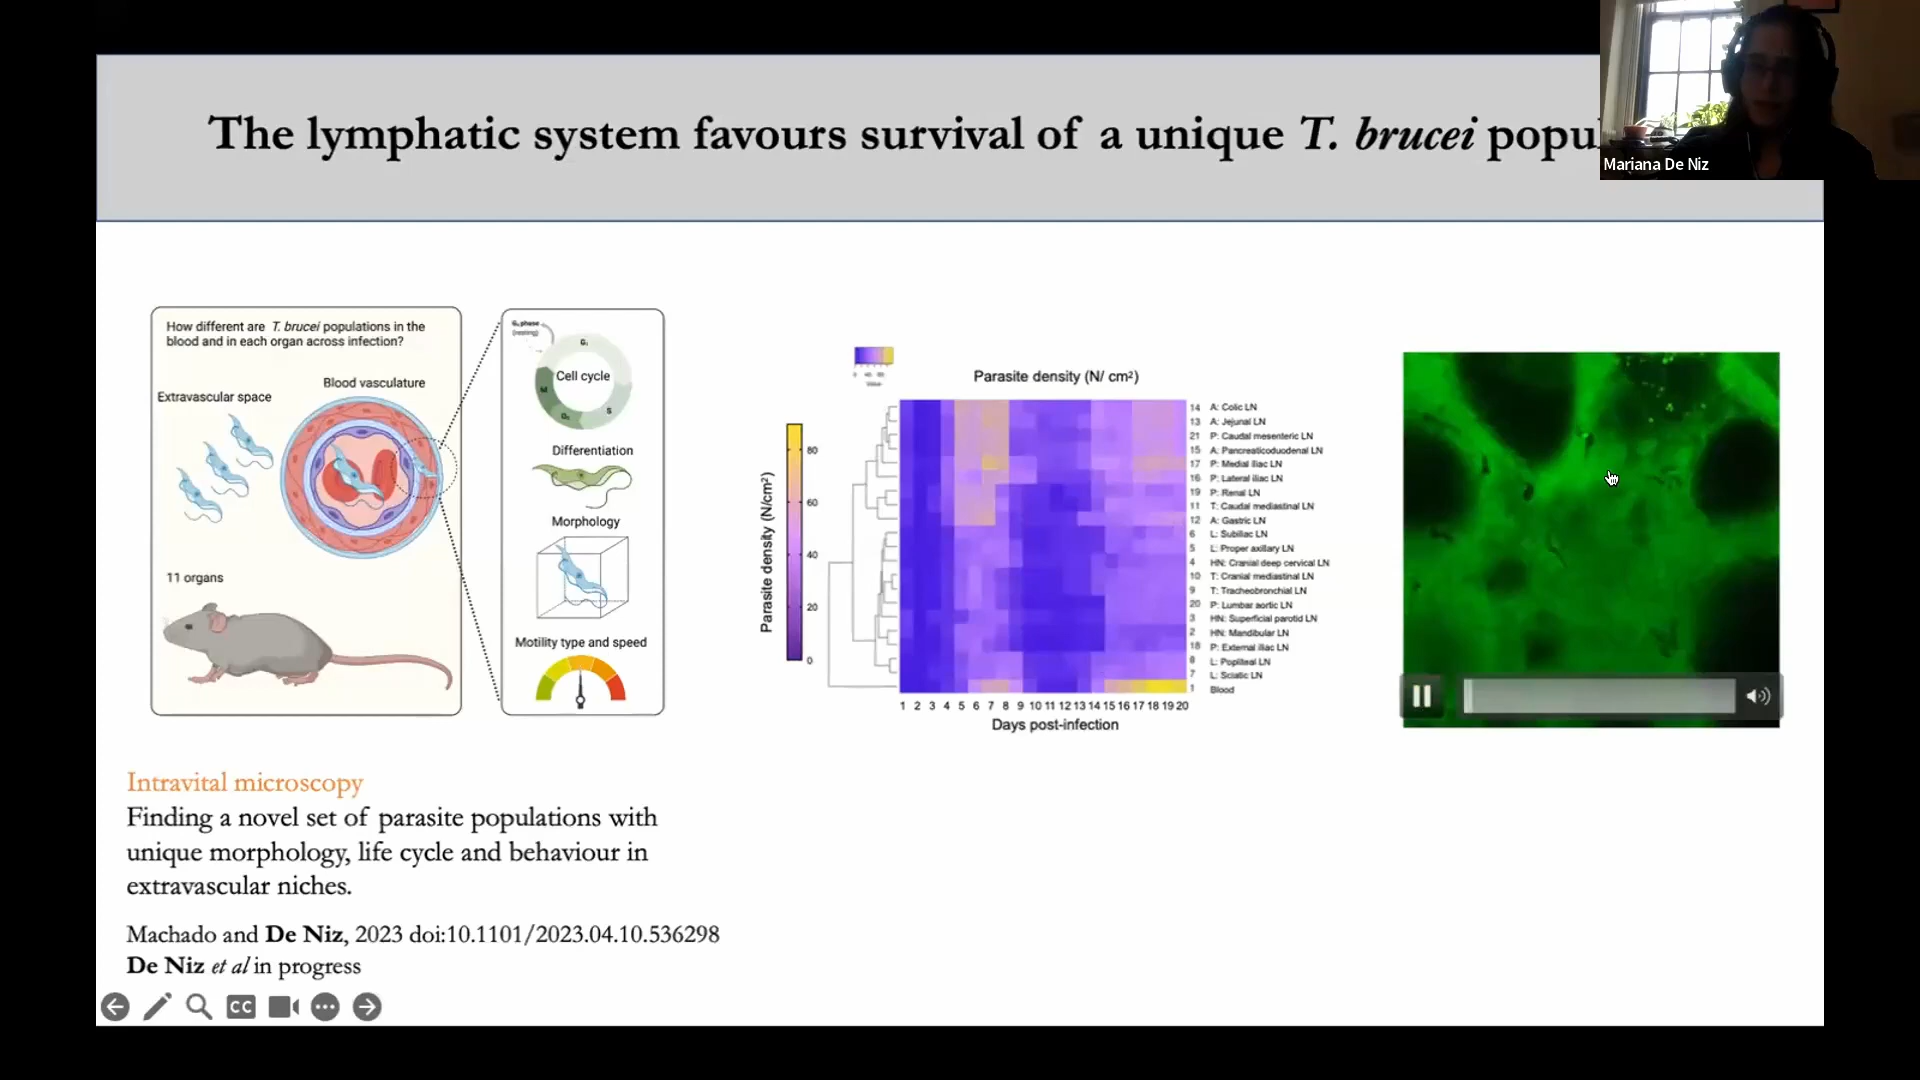 The lymphatic system favours survival of a unique T. brucei popu
Mariana De Niz
How different are T. brucei populations in the
blood and in each organ across infection?
Blood vasculature
Extravascular space
11 organs
G₀ phase
(resting)
G₁
Cell cycle
M
S
G₂
Differentiation
Morphology
Motility type and speed
Parasite density (N/cm²)
80
60
40
20
0
Parasite density (N/ cm²)
14 A: Colic LN
13 A: Jejunal LN
21 P: Caudal mesenteric LN
15 A: Pancreaticoduodenal LN
17 P: Medial iliac LN
16 P: Lateral iliac LN
19 P: Renal LN
11 T: Caudal mediastinal LN
12 A: Gastric LN
6 L: Subiliac LN
5 L: Proper axillary LN
4 HN: Cranial deep cervical LN
10 T: Cranial mediastinal LN
9 T: Tracheobronchial LN
20 P: Lumbar aortic LN
3 HN: Superficial parotid LN
2 HN: Mandibular LN
18 P: External iliac LN
8 L: Popliteal LN
7 L: Sciatic LN
1 Blood
1 2 3 4 5 6 7 8 9 10 11 12 13 14 15 16 17 18 19 20
Days post-infection
Intravital microscopy
Finding a novel set of parasite populations with
unique morphology, life cycle and behaviour in
extravascular niches.
Machado and De Niz, 2023 doi:10.1101/2023.04.10.536298
De Niz et al in progress
CC